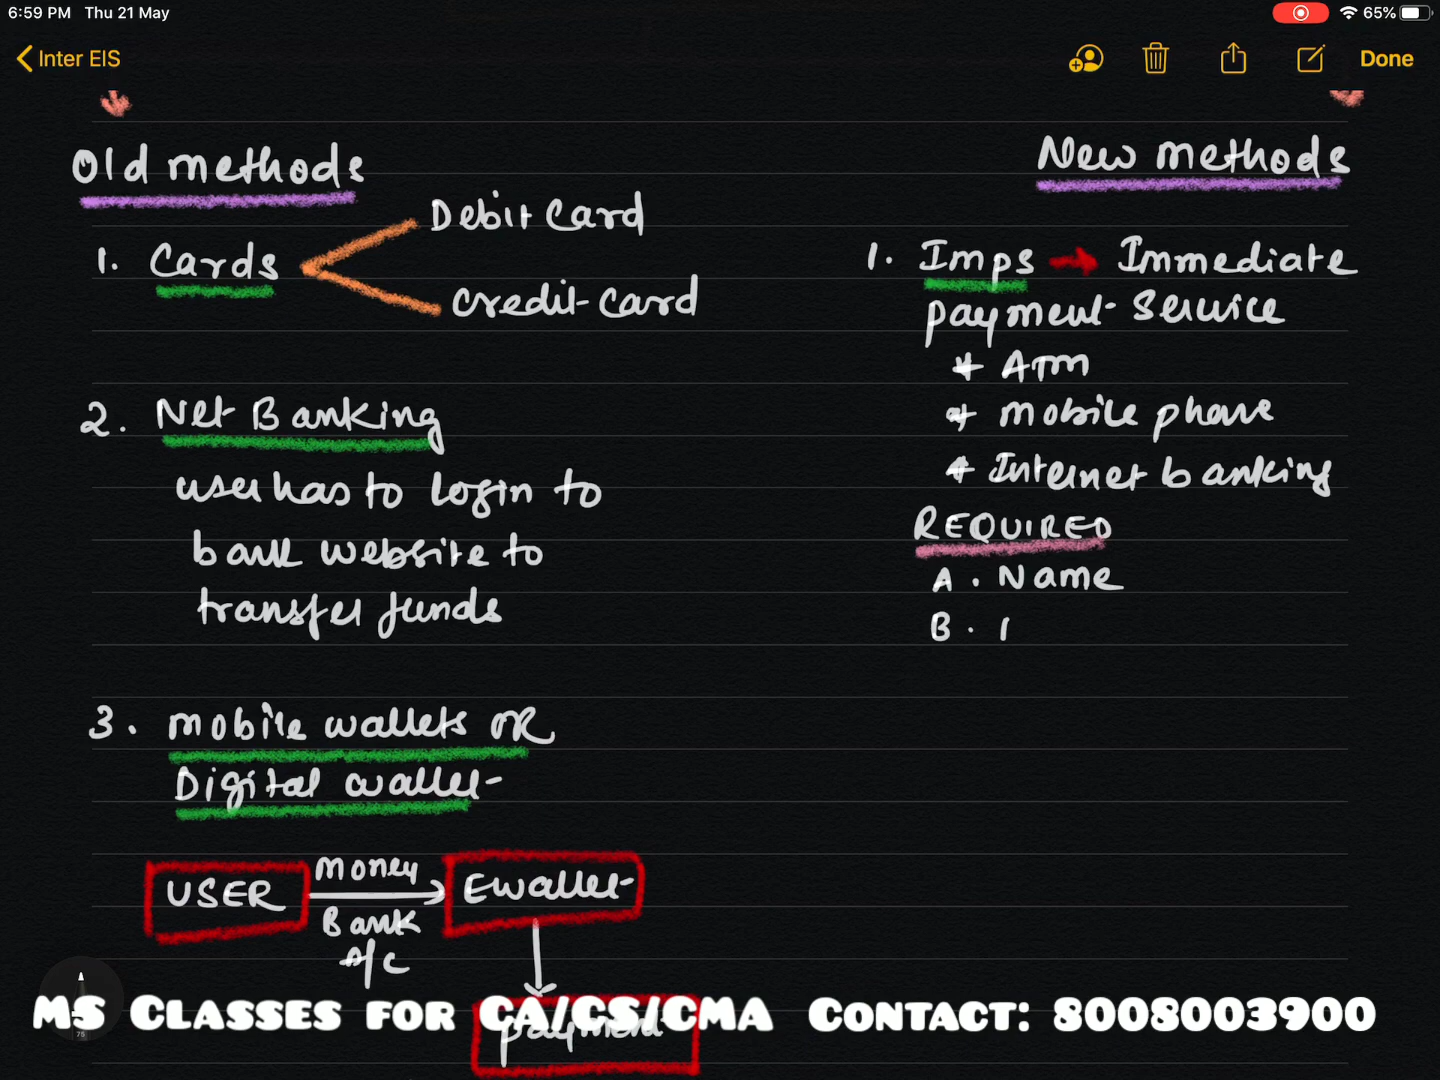 6:59 PM Thu 21 May
65%
Inter EIS
Done
Old methods
1. Cards
Debit Card
Credit Card
2. Net Banking
user has to login to
bank website to
transfer funds
3. mobile wallets OR
Digital wallet
USER
money
Bank
A/C
Ewallet
payment
New methods
1. Imps → Immediate
payment Service
* ATM
* mobile phone
* Internet banking
REQUIRED
A. Name
B.
75
MS CLASSES FOR CA/CS/CMA CONTACT: 8008003900